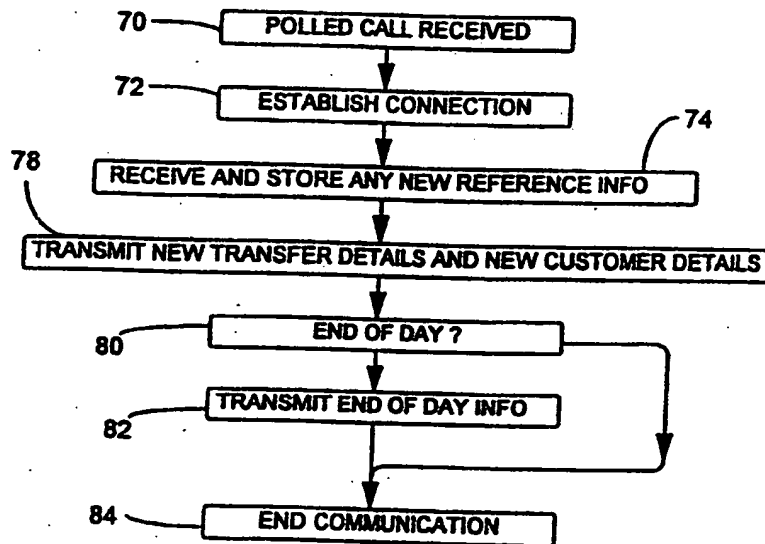 70
POLLED CALL RECEIVED
72
ESTABLISH CONNECTION
74
RECEIVE AND STORE ANY NEW REFERENCE INFO
78
TRANSMIT NEW TRANSFER DETAILS AND NEW CUSTOMER DETAILS
80
END OF DAY ?
82
TRANSMIT END OF DAY INFO
84
END COMMUNICATION